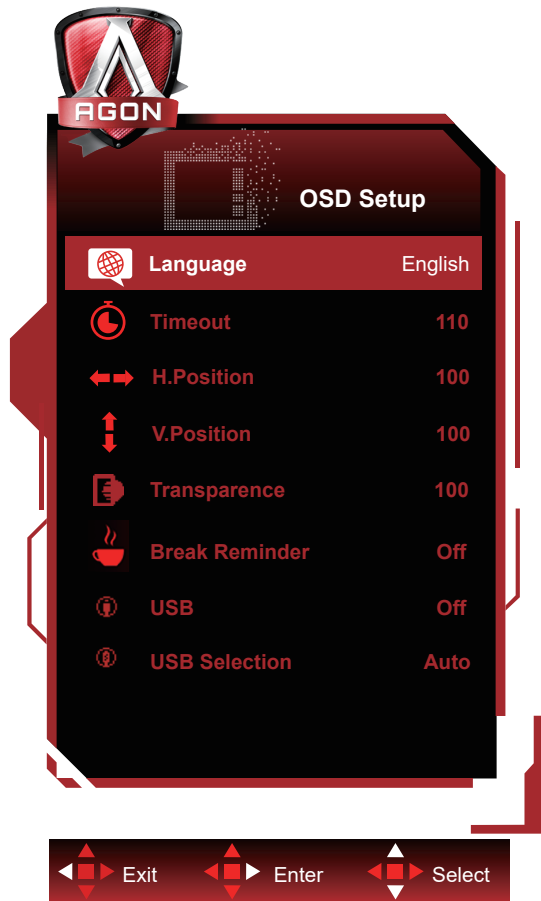 AGON
OSD Setup
Language English
Timeout 110
H.Position 100
V.Position 100
Transparence 100
Break Reminder Off
USB Off
USB Selection Auto
Exit Enter Select